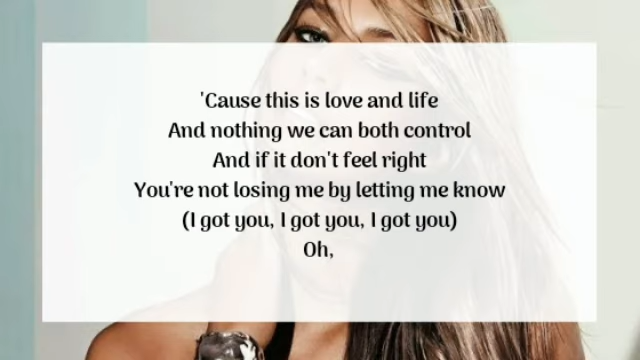 'Cause this is love and life
And nothing we can both control
And if it don't feel right
You're not losing me by letting me know
(I got you, I got you, I got you)
Oh,